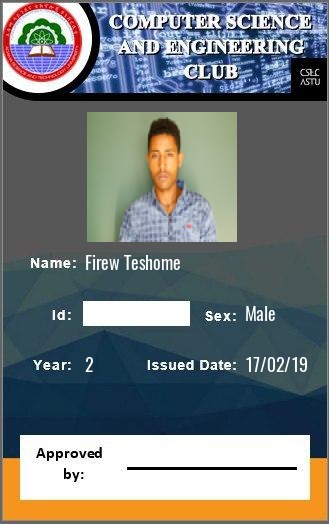 COMPUTER SCIENCE
AND ENGINEERING
CLUB
CSEC
ASTU
Name: Firew Teshome
Id:
Sex: Male
Year: 2
Issued Date: 17/02/19
Approved
by: